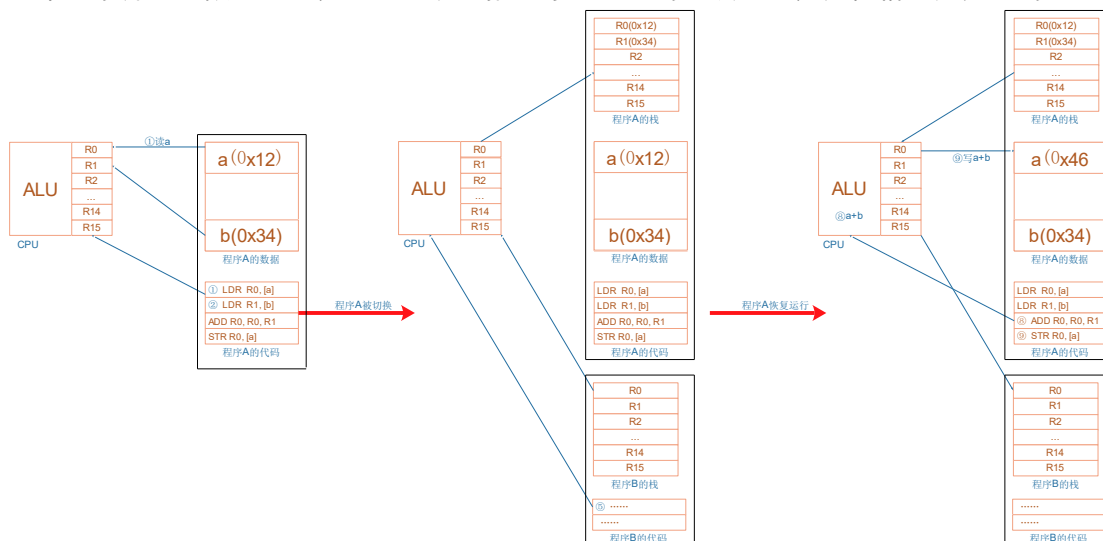 ALU
R0
R1
R2
...
R14
R15
CPU
①读a
a(0x12)
b(0x34)
程序A的数据
① LDR R0, [a]
② LDR R1, [b]
ADD R0, R0, R1
STR R0, [a]
程序A的代码
程序A被切换
ALU
R0
R1
R2
...
R14
R15
CPU
R0(0x12)
R1(0x34)
R2
...
R14
R15
程序A的栈
a(0x12)
b(0x34)
程序A的数据
LDR R0, [a]
LDR R1, [b]
ADD R0, R0, R1
STR R0, [a]
程序A的代码
R0
R1
R2
...
R14
R15
程序B的栈
⑤ ······
······
程序B的代码
程序A恢复运行
ALU
⑧a+b
R0
R1
R2
...
R14
R15
CPU
⑨写a+b
R0(0x12)
R1(0x34)
R2
...
R14
R15
程序A的栈
a(0x46
b(0x34)
程序A的数据
LDR R0, [a]
LDR R1, [b]
⑧ ADD R0, R0, R1
⑨ STR R0, [a]
程序A的代码
R0
R1
R2
...
R14
R15
程序B的栈
······
······
程序B的代码